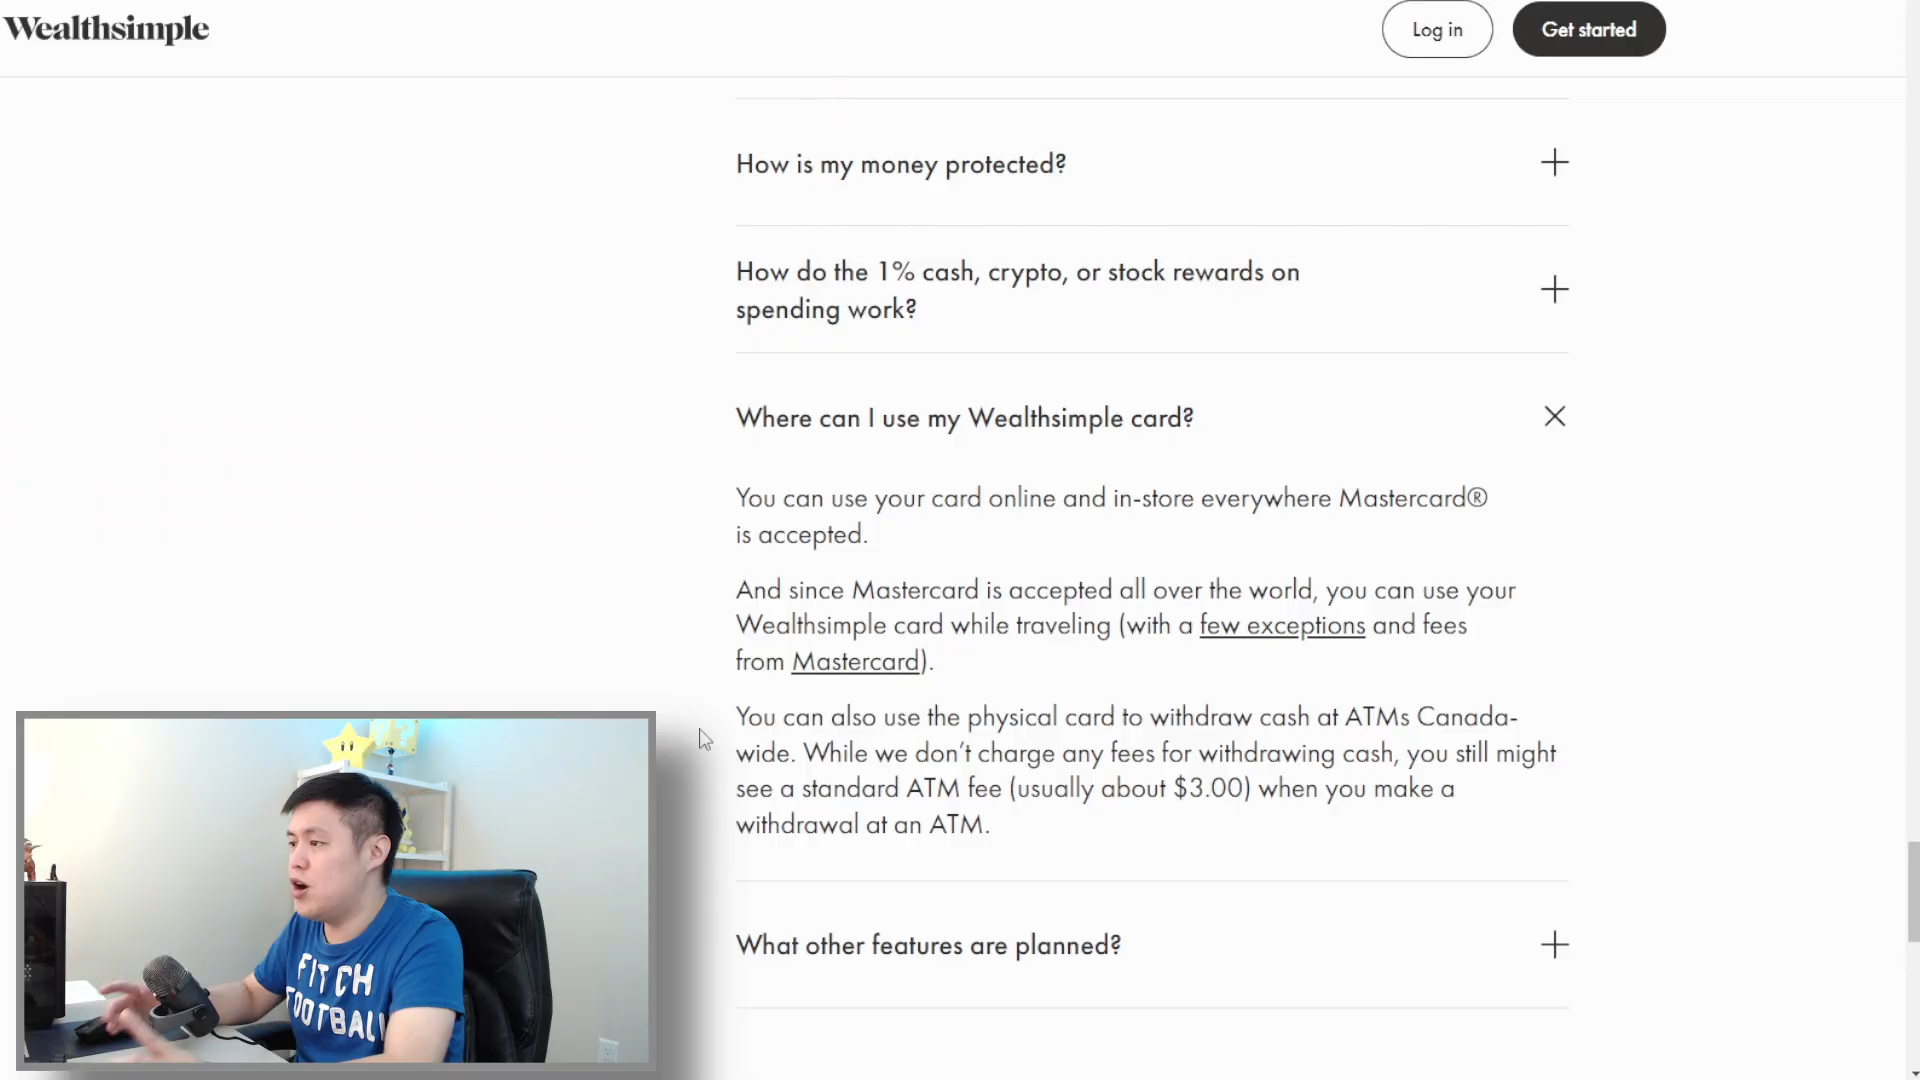 Wealthsimple
Log in
Get started
How is my money protected?
How do the 1% cash, crypto, or stock rewards on
spending work?
Where can I use my Wealthsimple card?
You can use your card online and in-store everywhere Mastercard®
is accepted.
And since Mastercard is accepted all over the world, you can use your
Wealthsimple card while traveling (with a few exceptions and fees
from Mastercard).
You can also use the physical card to withdraw cash at ATMs Canada-
wide. While we don't charge any fees for withdrawing cash, you still might
see a standard ATM fee (usually about $3.00) when you make a
withdrawal at an ATM.
What other features are planned?
FITCH
FOOTBALL